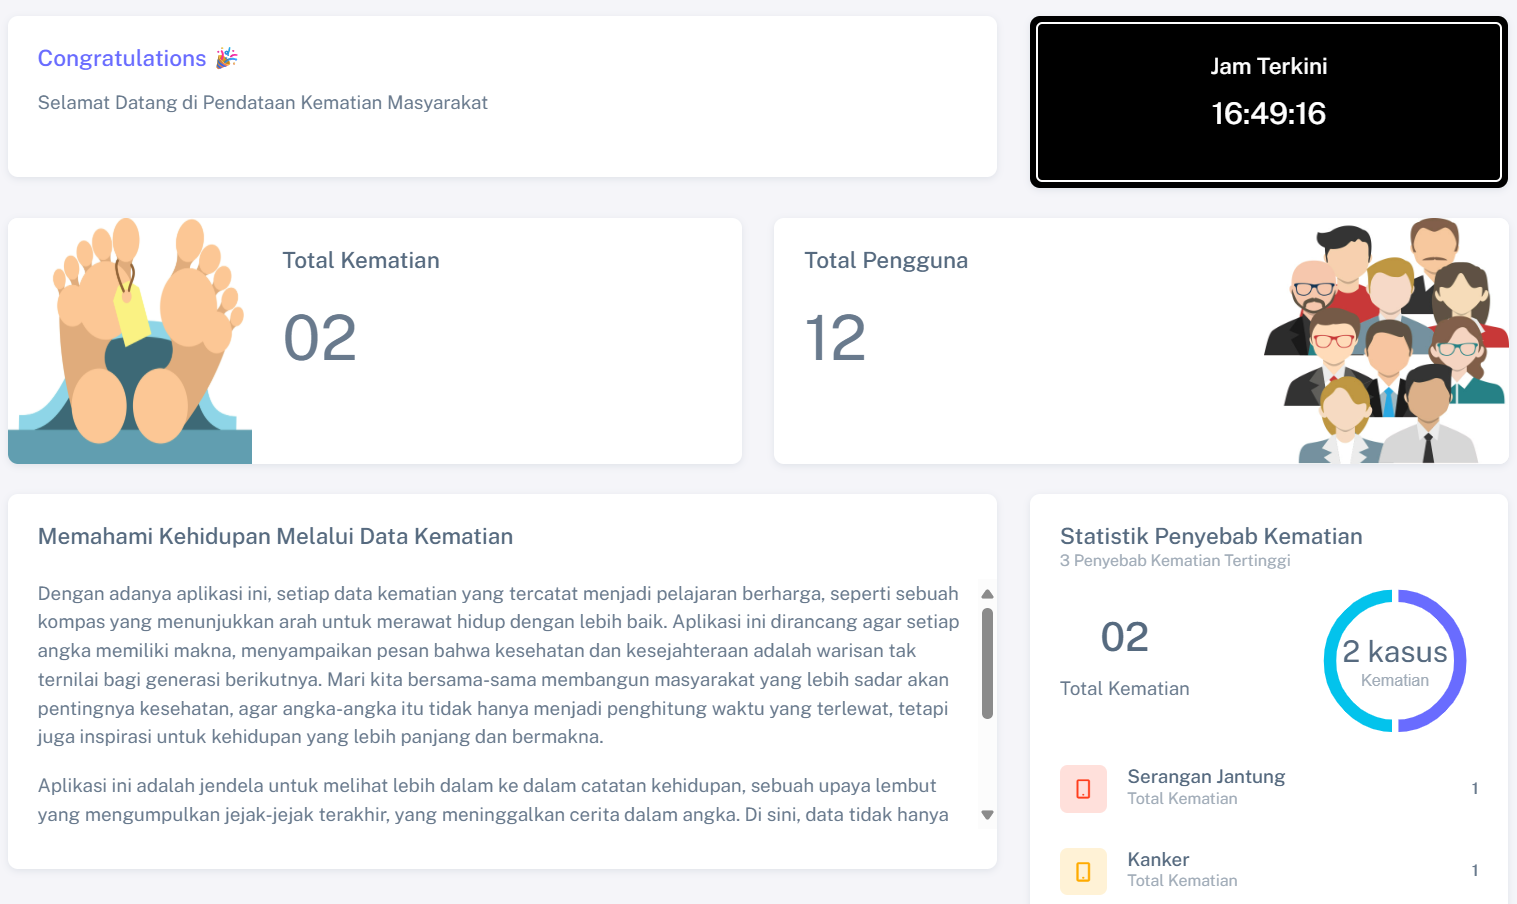 Congratulations 🎉
Selamat Datang di Pendataan Kematian Masyarakat
Jam Terkini
16:49:16
Total Kematian
02
Total Pengguna
12
Memahami Kehidupan Melalui Data Kematian
Dengan adanya aplikasi ini, setiap data kematian yang tercatat menjadi pelajaran berharga, seperti sebuah
kompas yang menunjukkan arah untuk merawat hidup dengan lebih baik. Aplikasi ini dirancang agar setiap
angka memiliki makna, menyampaikan pesan bahwa kesehatan dan kesejahteraan adalah warisan tak
ternilai bagi generasi berikutnya. Mari kita bersama-sama membangun masyarakat yang lebih sadar akan
pentingnya kesehatan, agar angka-angka itu tidak hanya menjadi penghitung waktu yang terlewat, tetapi
juga inspirasi untuk kehidupan yang lebih panjang dan bermakna.
Aplikasi ini adalah jendela untuk melihat lebih dalam ke dalam catatan kehidupan, sebuah upaya lembut
yang mengumpulkan jejak-jejak terakhir, yang meninggalkan cerita dalam angka. Di sini, data tidak hanya
Statistik Penyebab Kematian
3 Penyebab Kematian Tertinggi
02
Total Kematian
2 kasus
Kematian
Serangan Jantung
Total Kematian
1
Kanker
Total Kematian
1